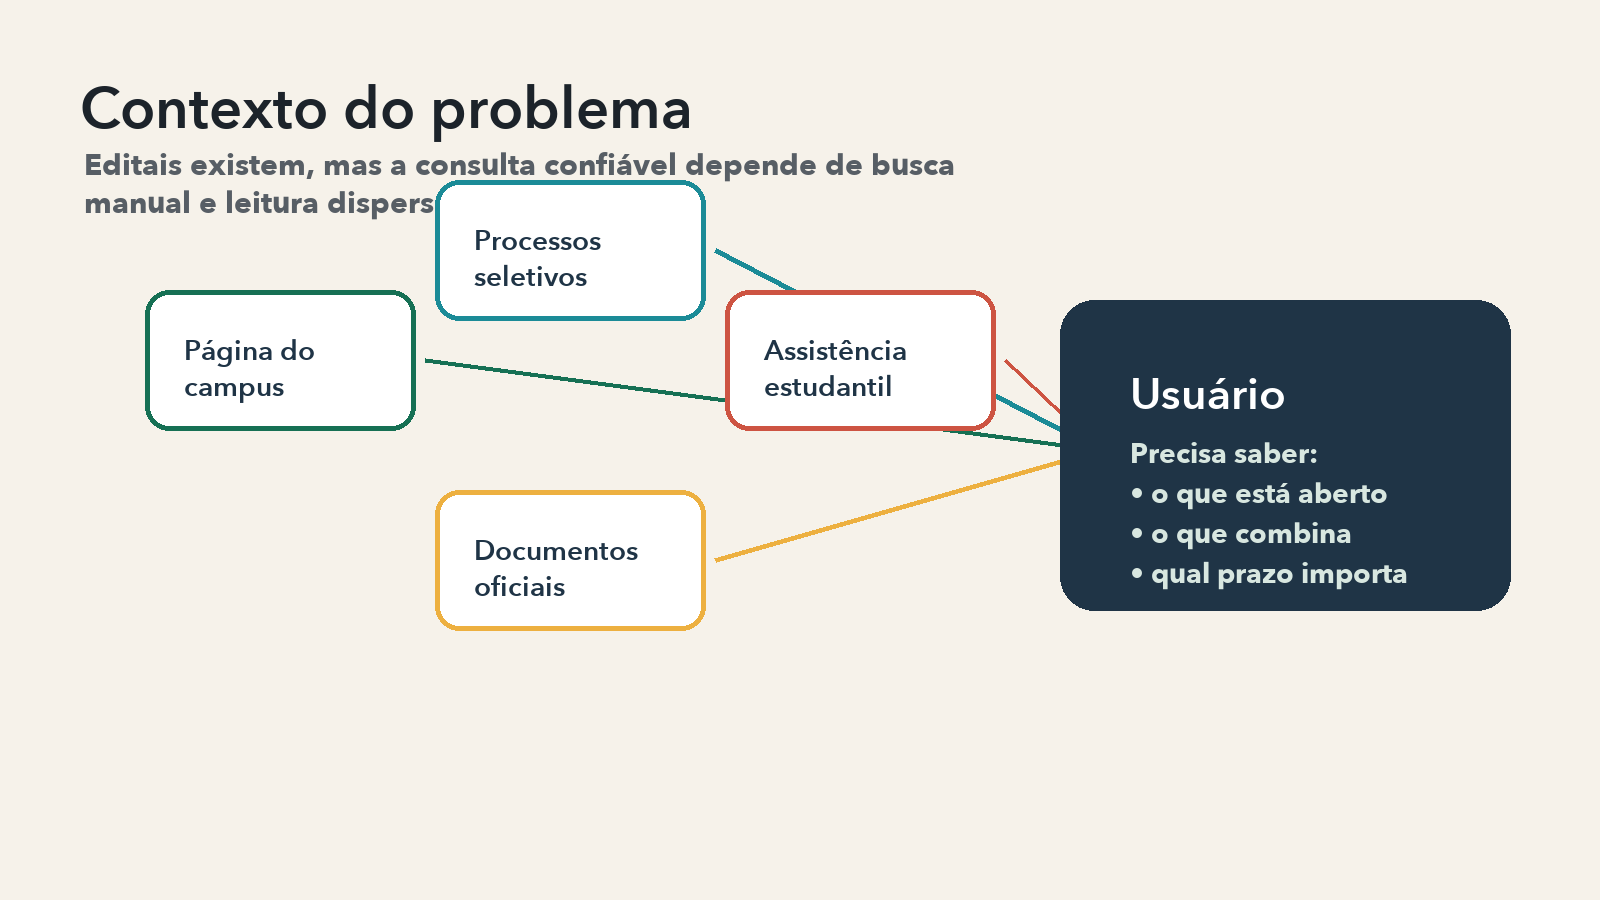 Contexto do problema
Editais existem, mas a consulta confiável depende de busca
manual e leitura dispers
Processos
seletivos
Página do
campus
Assistência
estudantil
Documentos
oficiais
Usuário
Precisa saber:
• o que está aberto
• o que combina
• qual prazo importa